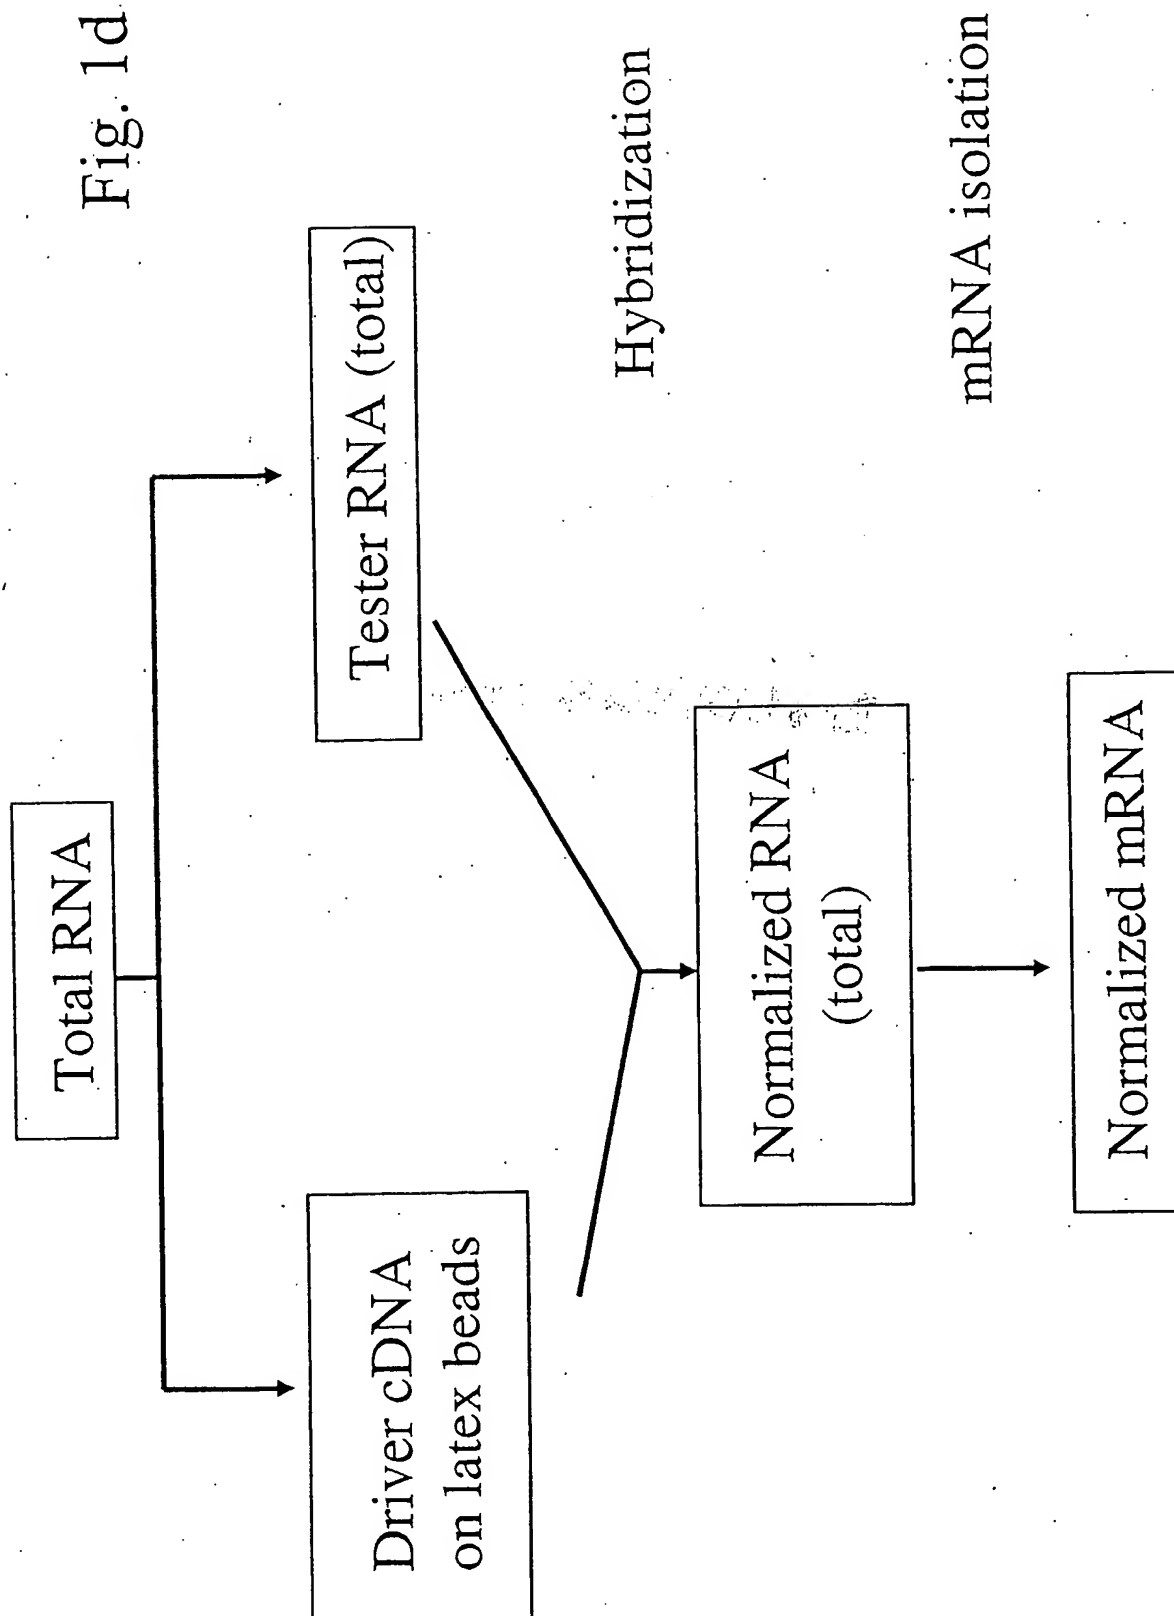 Fig. 1d
Total RNA
Driver cDNA
on latex beads
Tester RNA (total)
Hybridization
Normalized RNA
(total)
mRNA isolation
Normalized mRNA